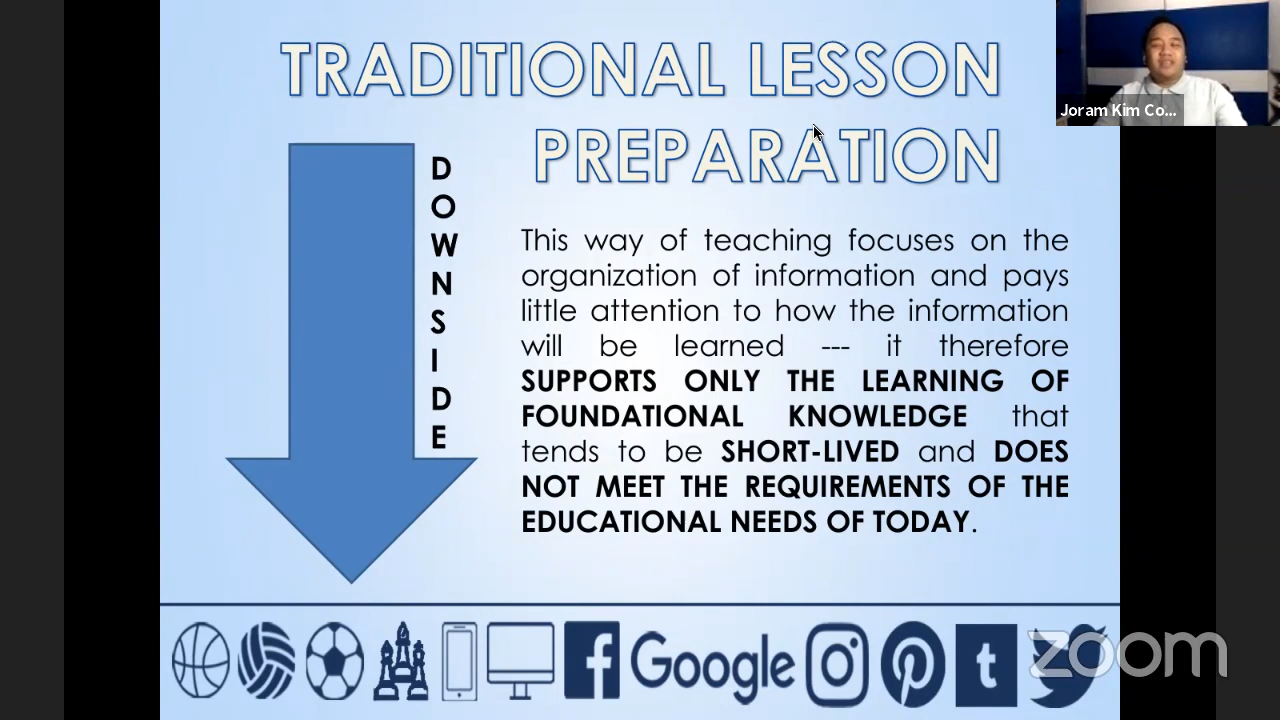 TRADITIONAL LESSON
PREPARATION
Joram Kim Co...
D
O
W
N
S
I
D
E
This way of teaching focuses on the
organization of information and pays
little attention to how the information
will be learned --- it therefore
SUPPORTS ONLY THE LEARNING OF
FOUNDATIONAL KNOWLEDGE that
tends to be SHORT-LIVED and DOES
NOT MEET THE REQUIREMENTS OF THE
EDUCATIONAL NEEDS OF TODAY.
f Google t
zoom